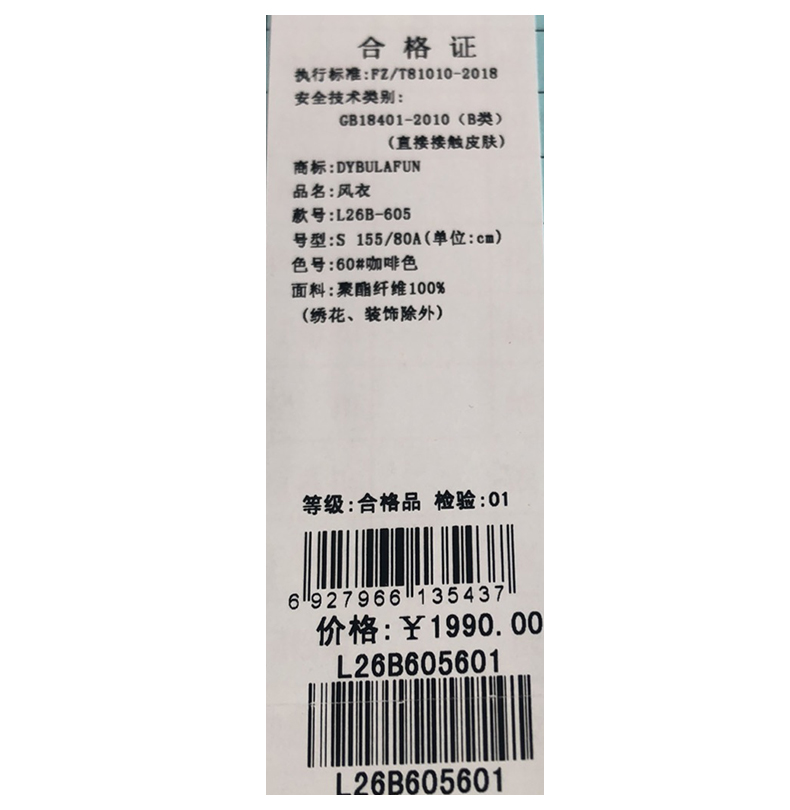 合格证
执行标准:FZ/T81010-2018
安全技术类别:
GB18401-2010（B类）
(直接接触皮肤)
商标:DYBULAFUN
品名:风衣
款号:L26B-605
号型:S 155/80A(单位:cm)
色号:60#咖啡色
面料:聚酯纤维100%
(绣花、装饰除外)
等级:合格品 检验:01
6 927966 135437
价格:￥1990.00
L26B605601
L26B605601